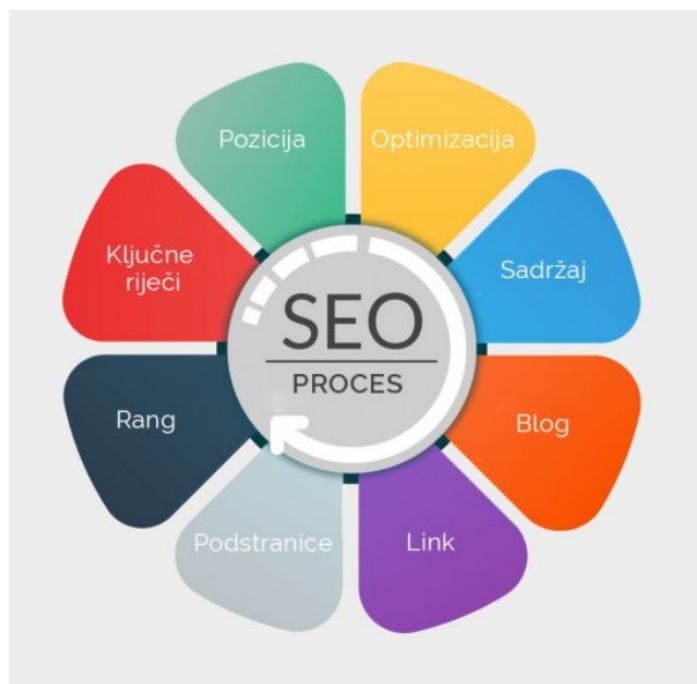 Pozicija
Optimizacija
Ključne
riječi
Sadržaj
SEO
PROCES
Rang
Blog
Podstranice
Link